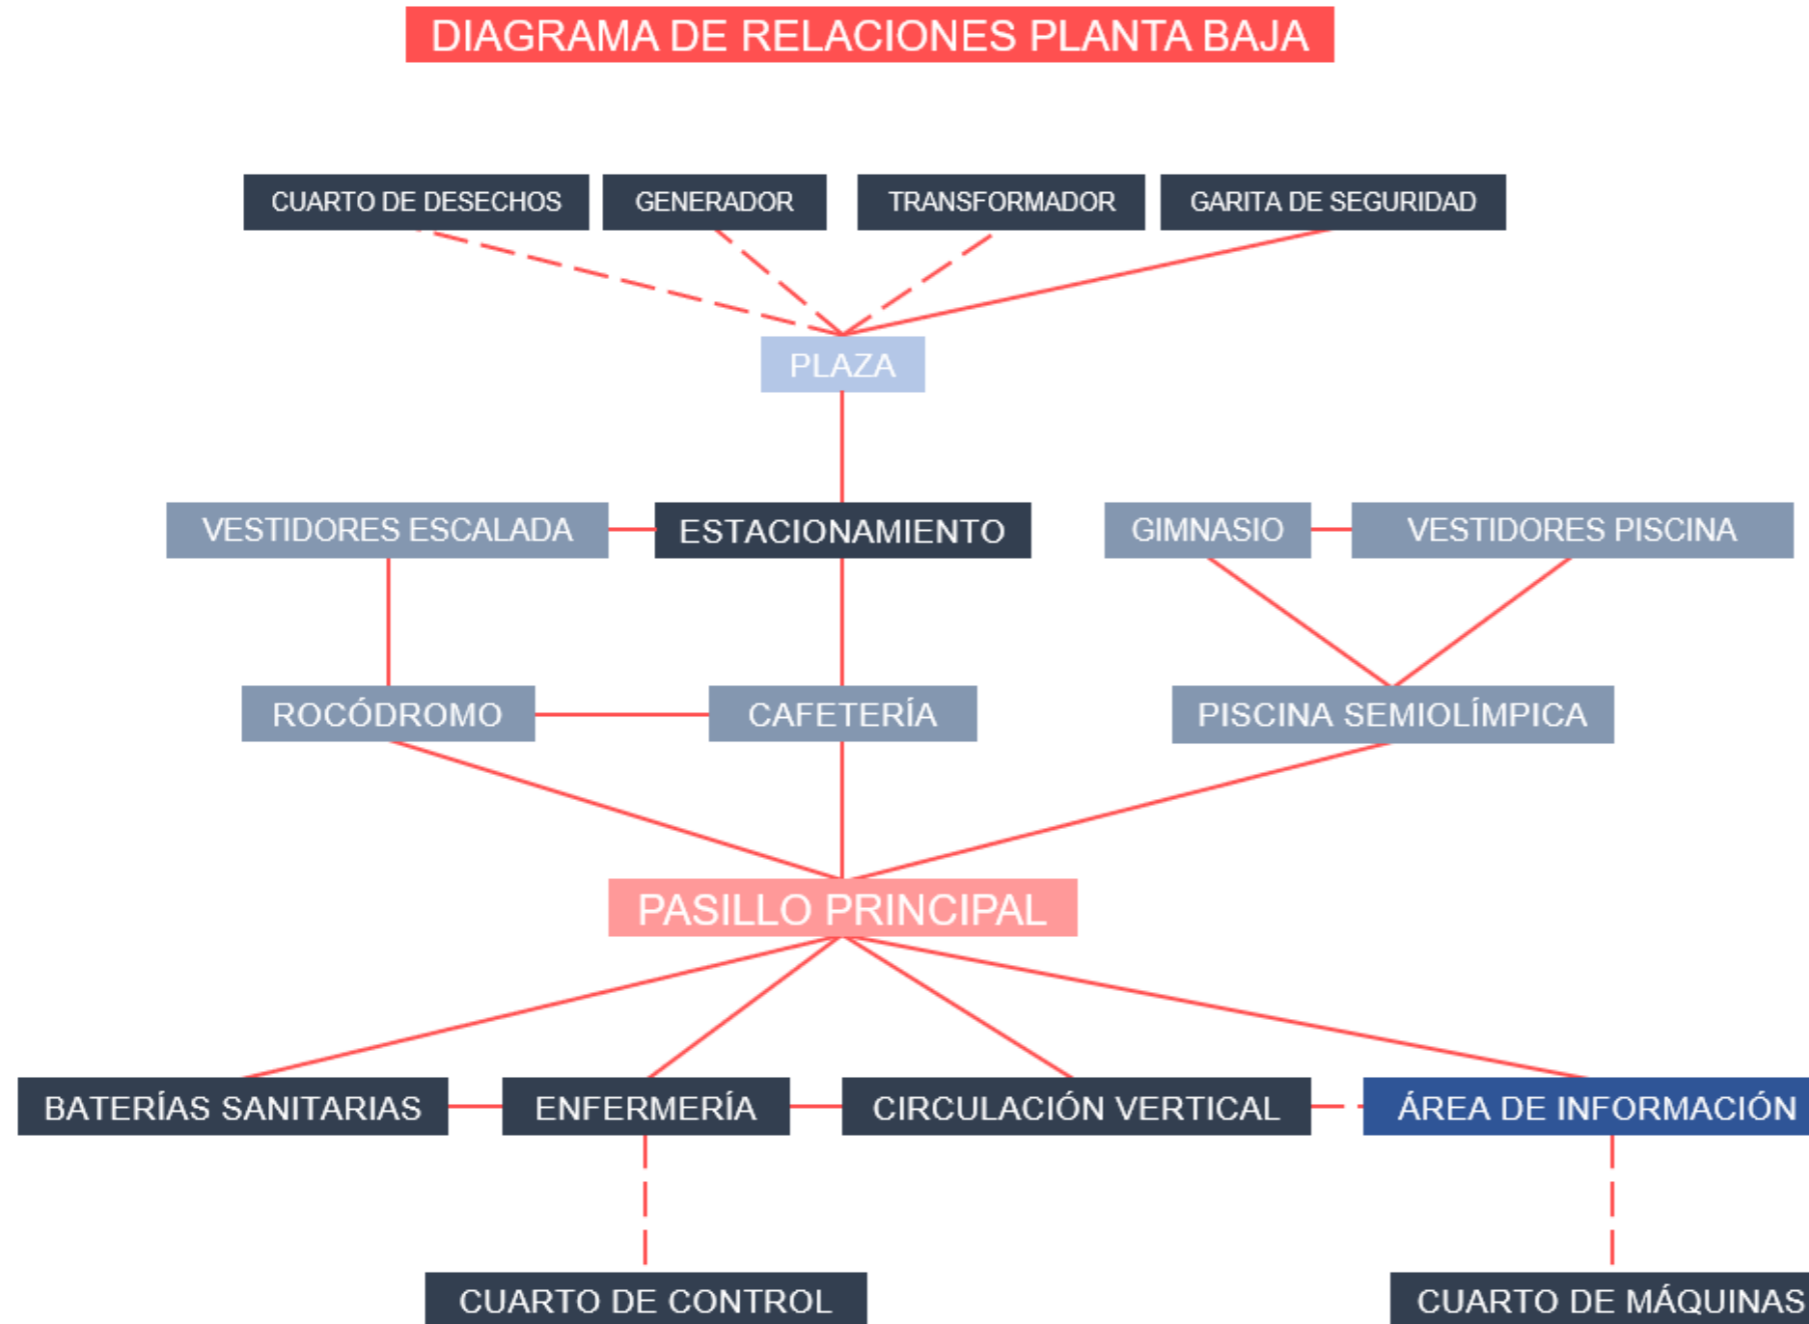 DIAGRAMA DE RELACIONES PLANTA BAJA
CUARTO DE DESECHOS
GENERADOR
TRANSFORMADOR
GARITA DE SEGURIDAD
PLAZA
VESTIDORES ESCALADA
ESTACIONAMIENTO
GIMNASIO
VESTIDORES PISCINA
ROCÓDROMO
CAFETERÍA
PISCINA SEMIOLÍMPICA
PASILLO PRINCIPAL
BATERÍAS SANITARIAS
ENFERMERÍA
CIRCULACIÓN VERTICAL
ÁREA DE INFORMACIÓN
CUARTO DE CONTROL
CUARTO DE MÁQUINAS